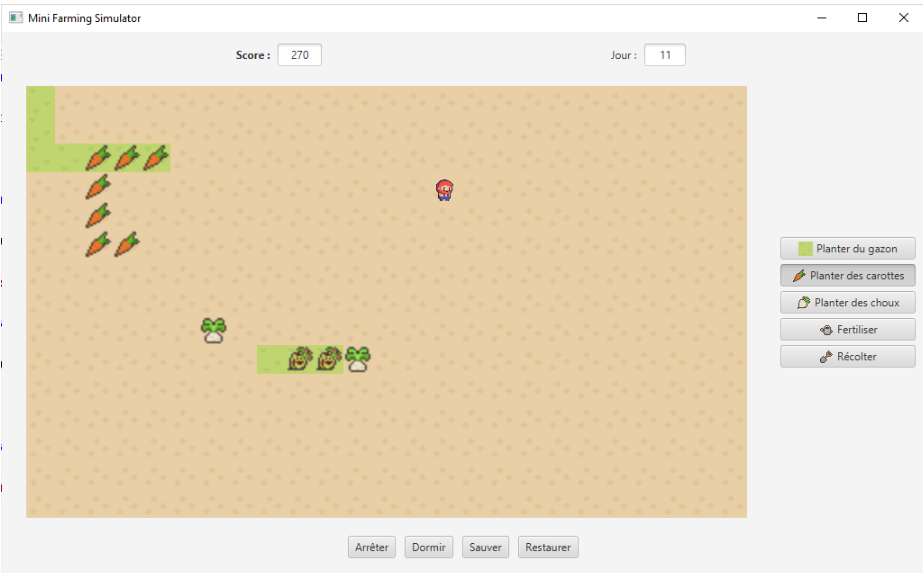 Mini Farming Simulator
Score : 270
Jour : 11
Planter du gazon
Planter des carottes
Planter des choux
Fertiliser
Récolter
Arrêter Dormir Sauver Restaurer